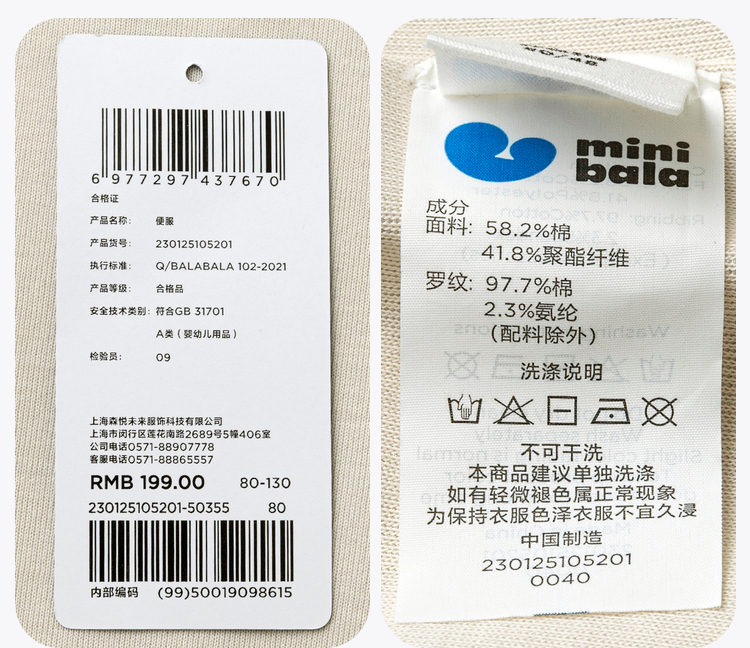 6 977297 437670
合格证
产品名称: 便服
产品货号: 230125105201
执行标准: Q/BALABALA 102-2021
产品等级: 合格品
安全技术类别: 符合GB 31701
A类 (婴幼儿用品)
检验员: 09
上海森悦未来服饰科技有限公司
上海市闵行区莲花南路2689号5幢406室
公司电话0571-88907778
客服电话0571-88865557
RMB 199.00 80-130
230125105201-50355 80
内部编码 (99)50019098615
mini
bala
成分
面料: 58.2%棉
41.8%聚酯纤维
罗纹: 97.7%棉
2.3%氨纶
(配料除外)
洗涤说明
不可干洗
本商品建议单独洗涤
如有轻微褪色属正常现象
为保持衣服色泽衣服不宜久浸
中国制造
230125105201
0040